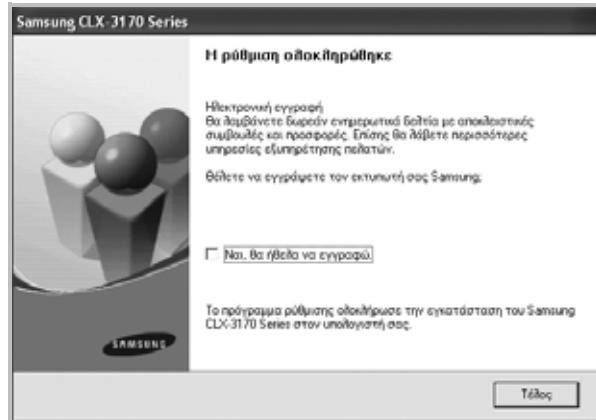 Samsung CLX-3170 Series
Η ρύθμιση ολοκληρώθηκε
Ηλεκτρονική εγγραφή
Θα λαμβάνετε δωρεάν ενημερωτικά δελτία με αποκλειστικές
συμβουλές και προσφορές. Επίσης θα λάβετε περισσότερες
υπηρεσίες εξυπηρέτησης πελατών.
Θέλετε να εγγράψετε τον εκτυπωτή σας Samsung;
Ναι, θα ήθελα να εγγραφώ.
Το πρόγραμμα ρύθμισης ολοκλήρωσε την εγκατάσταση του Samsung
CLX-3170 Series στον υπολογιστή σας.
SAMSUNG
Τέλος